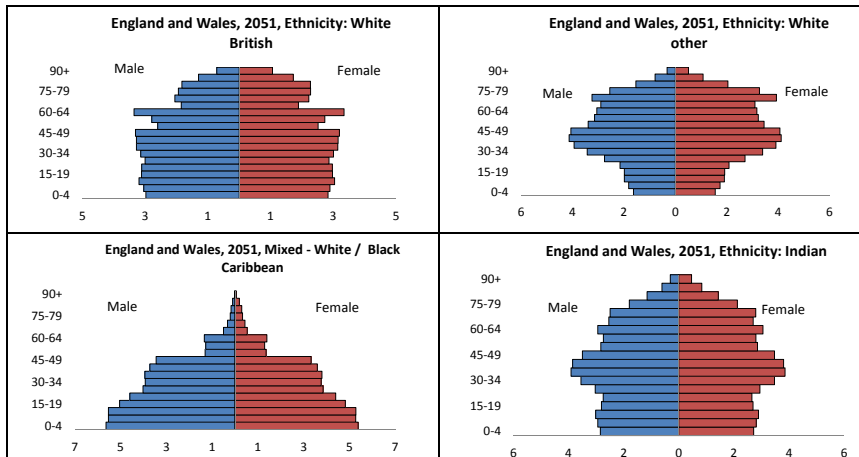 England and Wales, 2051, Ethnicity: White
British
Male
Female
90+
75-79
60-64
45-49
30-34
15-19
0-4
5 3 1 1 3 5
England and Wales, 2051, Ethnicity: White
other
Male
Female
90+
75-79
60-64
45-49
30-34
15-19
0-4
6 4 2 0 2 4 6
England and Wales, 2051, Mixed - White / Black
Caribbean
Male
Female
90+
75-79
60-64
45-49
30-34
15-19
0-4
7 5 3 1 1 3 5 7
England and Wales, 2051, Ethnicity: Indian
Male
Female
90+
75-79
60-64
45-49
30-34
15-19
0-4
6 4 2 0 2 4 6